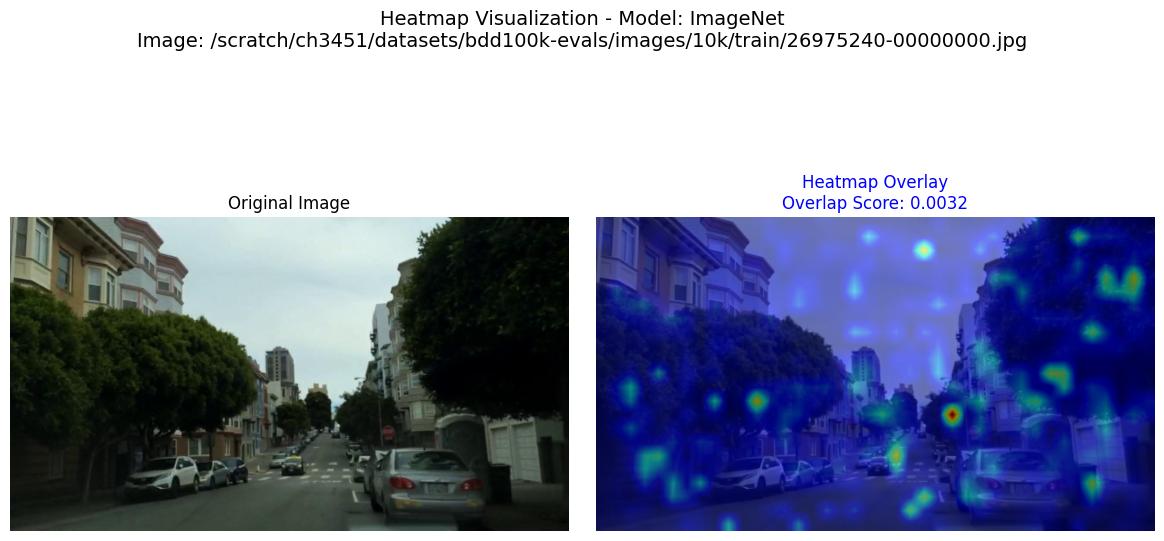 Heatmap Visualization - Model: ImageNet
Image: /scratch/ch3451/datasets/bdd100k-evals/images/10k/train/26975240-00000000.jpg
Original Image
Heatmap Overlay
Overlap Score: 0.0032